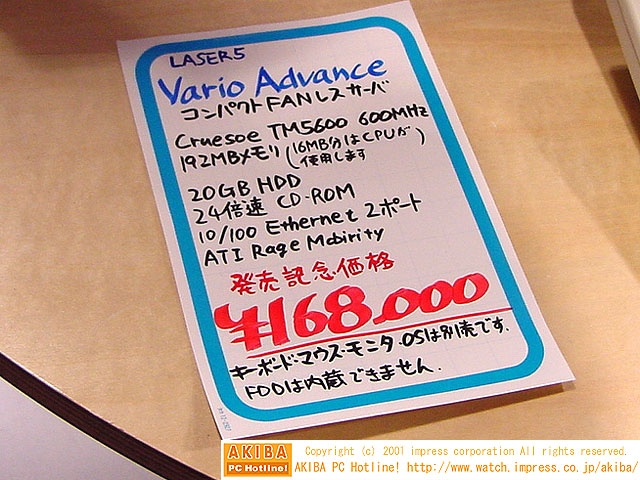 LASER5
Vario Advance
コンパクトFANレスサーバ
Cruesoe TM5600 600MHz
192MBメモリ(16MB分はCPUが
使用します)
20GB HDD
24倍速 CD-ROM
10/100 Ethernet 2ポート
ATI Rage Mobirity
発売記念価格
¥168,000
キーボード・マウス・モニタ・OSは別売です.
FDDは内蔵できません.
AKIBA
PC Hotline!
Copyright (c) 2001 impress corporation All rights reserved.
AKIBA PC Hotline! http://www.watch.impress.co.jp/akiba/